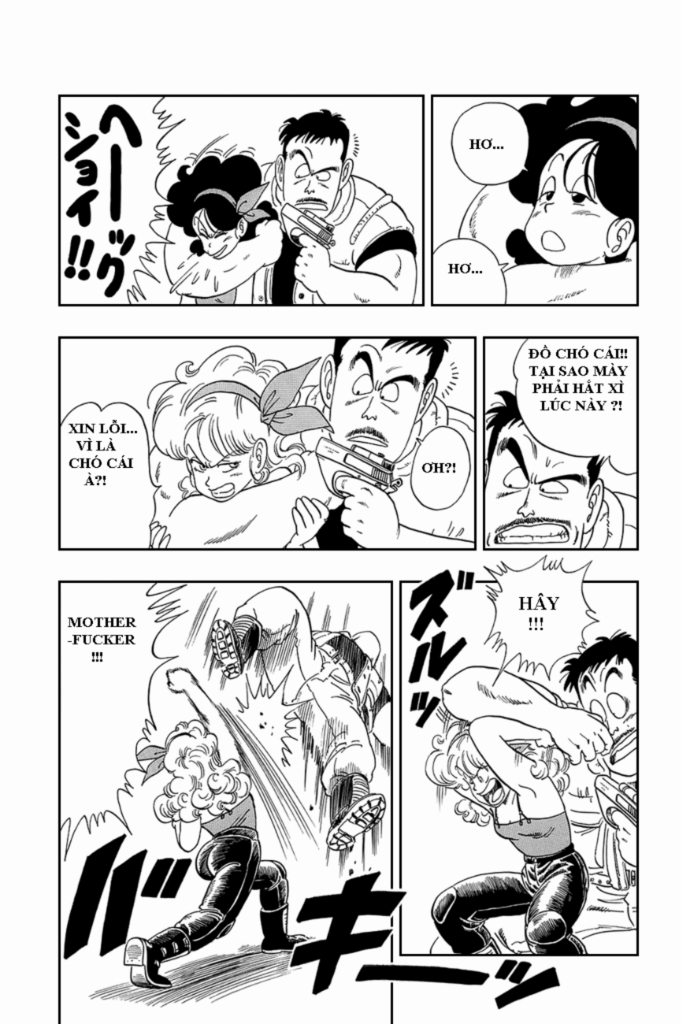 HƠ...
HƠ...
ヘーックショイ!!
ĐỒ CHÓ CÁI!!
TẠI SAO MÀY
PHẢI HẮT XÌ
LÚC NÀY ?!
ƠH?!
XIN LỖI...
VÌ LÀ
CHÓ CÁI
À?!
HÂY
!!!
ズルッ
MOTHER
-FUCKER
!!!
バキーッ